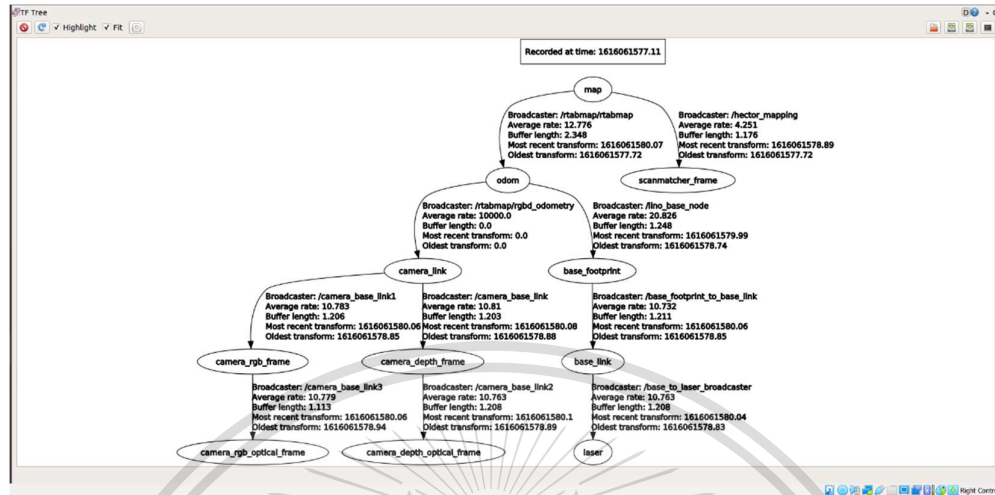 TF Tree
D
Highlight Fit
Recorded at time: 1616061577.11
map
Broadcaster: /rtabmap/rtabmap
Average rate: 12.776
Buffer length: 2.348
Most recent transform: 1616061580.07
Oldest transform: 1616061577.72
Broadcaster: /hector_mapping
Average rate: 4.251
Buffer length: 1.176
Most recent transform: 1616061578.89
Oldest transform: 1616061577.72
odom
scanmatcher_frame
Broadcaster: /rtabmap/rgbd_odometry
Average rate: 10000.0
Buffer length: 0.0
Most recent transform: 0.0
Oldest transform: 0.0
Broadcaster: /lino_base_node
Average rate: 20.826
Buffer length: 1.248
Most recent transform: 1616061579.99
Oldest transform: 1616061578.74
camera_link
base_footprint
Broadcaster: /camera_base_link1
Average rate: 10.783
Buffer length: 1.206
Most recent transform: 1616061580.06
Oldest transform: 1616061578.85
Broadcaster: /camera_base_link
Average rate: 10.81
Buffer length: 1.203
Most recent transform: 1616061580.08
Oldest transform: 1616061578.88
Broadcaster: /base_footprint_to_base_link
Average rate: 10.732
Buffer length: 1.211
Most recent transform: 1616061580.06
Oldest transform: 1616061578.85
camera_rgb_frame
camera_depth_frame
base_link
Broadcaster: /camera_base_link3
Average rate: 10.779
Buffer length: 1.113
Most recent transform: 1616061580.06
Oldest transform: 1616061578.94
Broadcaster: /camera_base_link2
Average rate: 10.763
Buffer length: 1.208
Most recent transform: 1616061580.1
Oldest transform: 1616061578.89
Broadcaster: /base_to_laser_broadcaster
Average rate: 10.763
Buffer length: 1.208
Most recent transform: 1616061580.04
Oldest transform: 1616061578.83
camera_rgb_optical_frame
camera_depth_optical_frame
laser
Right Contr